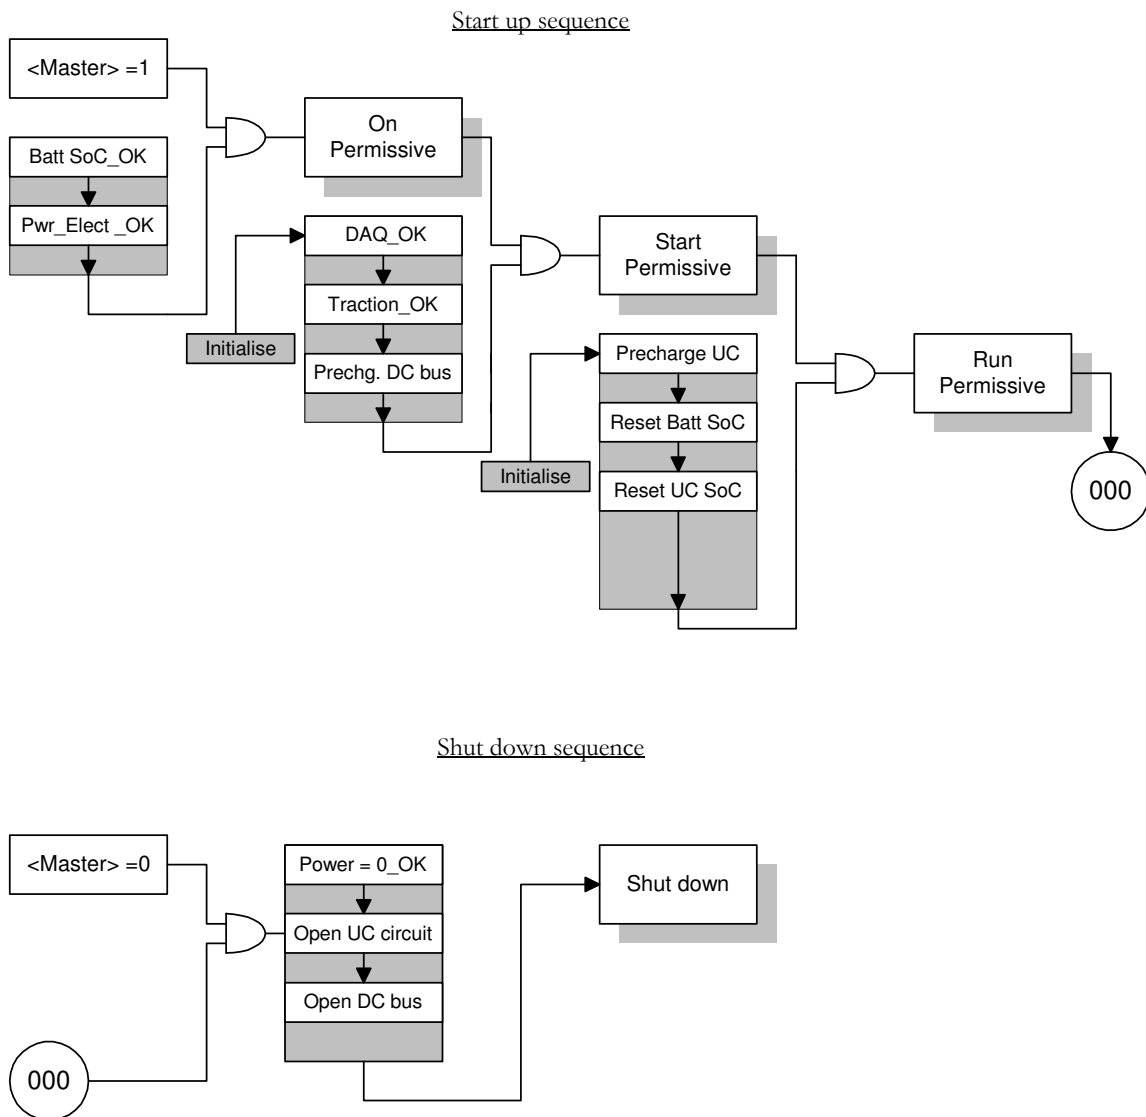 Start up sequence
<Master> =1
On
Permissive
Batt SoC_OK
Pwr_Elect _OK
DAQ_OK
Traction_OK
Prechg. DC bus
Initialise
Start
Permissive
Precharge UC
Reset Batt SoC
Reset UC SoC
Initialise
Run
Permissive
000
Shut down sequence
<Master> =0
Power = 0_OK
Open UC circuit
Open DC bus
Shut down
000